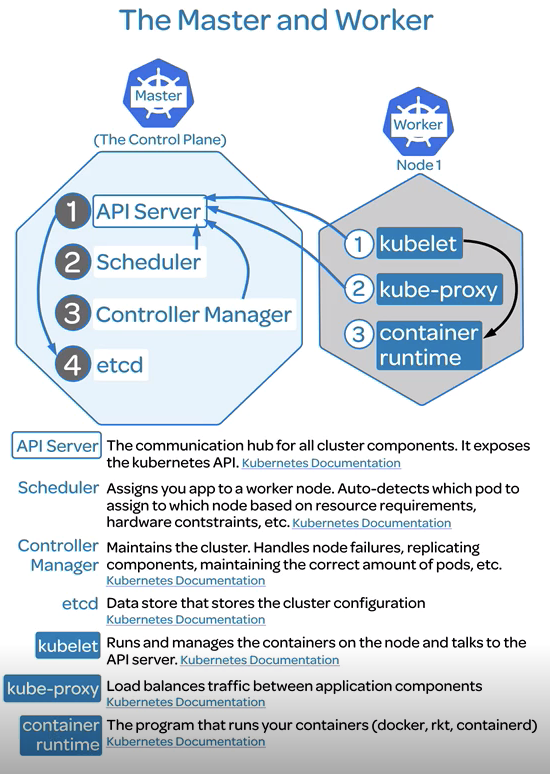 The Master and Worker
Master
(The Control Plane)
Worker
Node 1
1 API Server
2 Scheduler
3 Controller Manager
4 etcd
1 kubelet
2 kube-proxy
3 container
runtime
API Server The communication hub for all cluster components. It exposes
the kubernetes API. Kubernetes Documentation
Scheduler Assigns you app to a worker node. Auto-detects which pod to
assign to which node based on resource requirements,
hardware contstraints, etc. Kubernetes Documentation
Controller Maintains the cluster. Handles node failures, replicating
Manager components, maintaining the correct amount of pods, etc.
Kubernetes Documentation
etcd Data store that stores the cluster configuration
Kubernetes Documentation
kubelet Runs and manages the containers on the node and talks to the
API server. Kubernetes Documentation
kube-proxy Load balances traffic between application components
Kubernetes Documentation
container The program that runs your containers (docker, rkt, containerd)
runtime Kubernetes Documentation